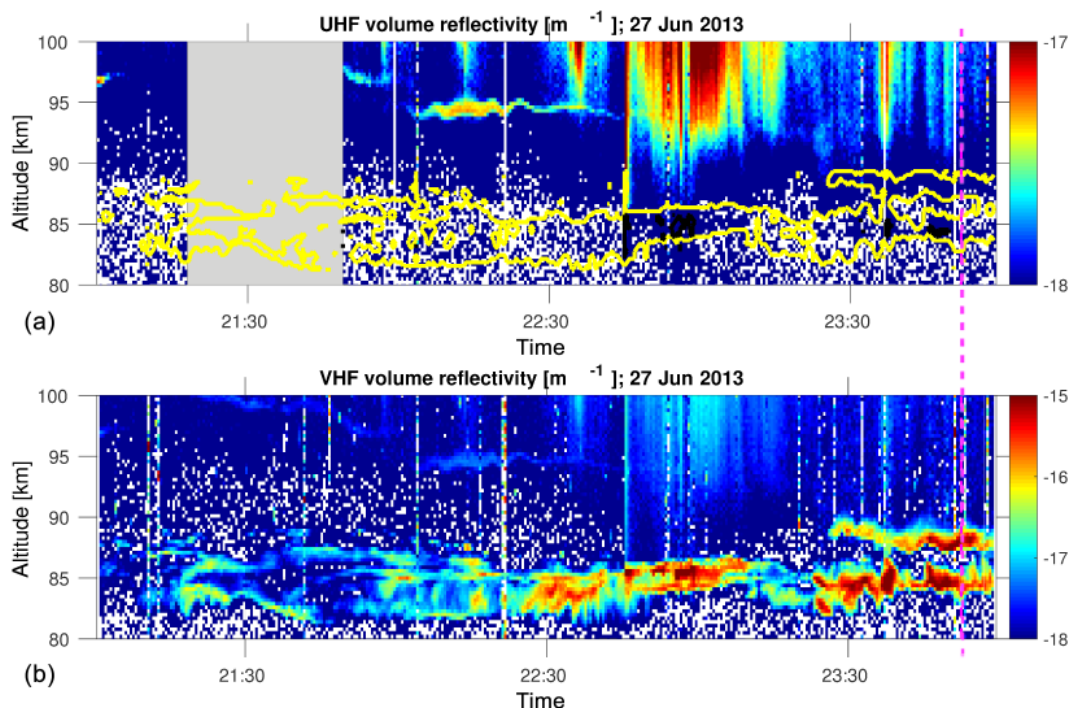 UHF volume reflectivity [m -1 ]; 27 Jun 2013
100
95
90
85
80
Altitude [km]
-17
-18
(a)
21:30
22:30
23:30
Time
VHF volume reflectivity [m -1 ]; 27 Jun 2013
100
95
90
85
80
Altitude [km]
-15
-16
-17
-18
(b)
21:30
22:30
23:30
Time